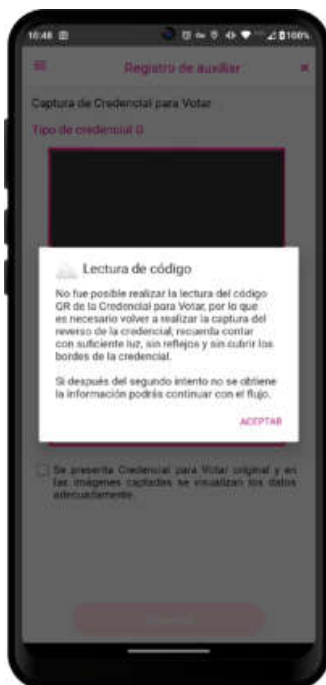 10:48
100%
Registro de auxiliar
Captura de Credencial para Votar
Tipo de credencial G
Lectura de código
No fue posible realizar la lectura del código
QR de la Credencial para Votar, por lo que
es necesario volver a realizar la captura del
reverso de la credencial, recuerda contar
con suficiente luz, sin reflejos y sin cubrir los
bordes de la credencial.
Si después del segundo intento no se obtiene
la información podrás continuar con el flujo.
ACEPTAR
Se presenta Credencial para Votar original y en
las imágenes captadas se visualizan los datos
adecuadamente.